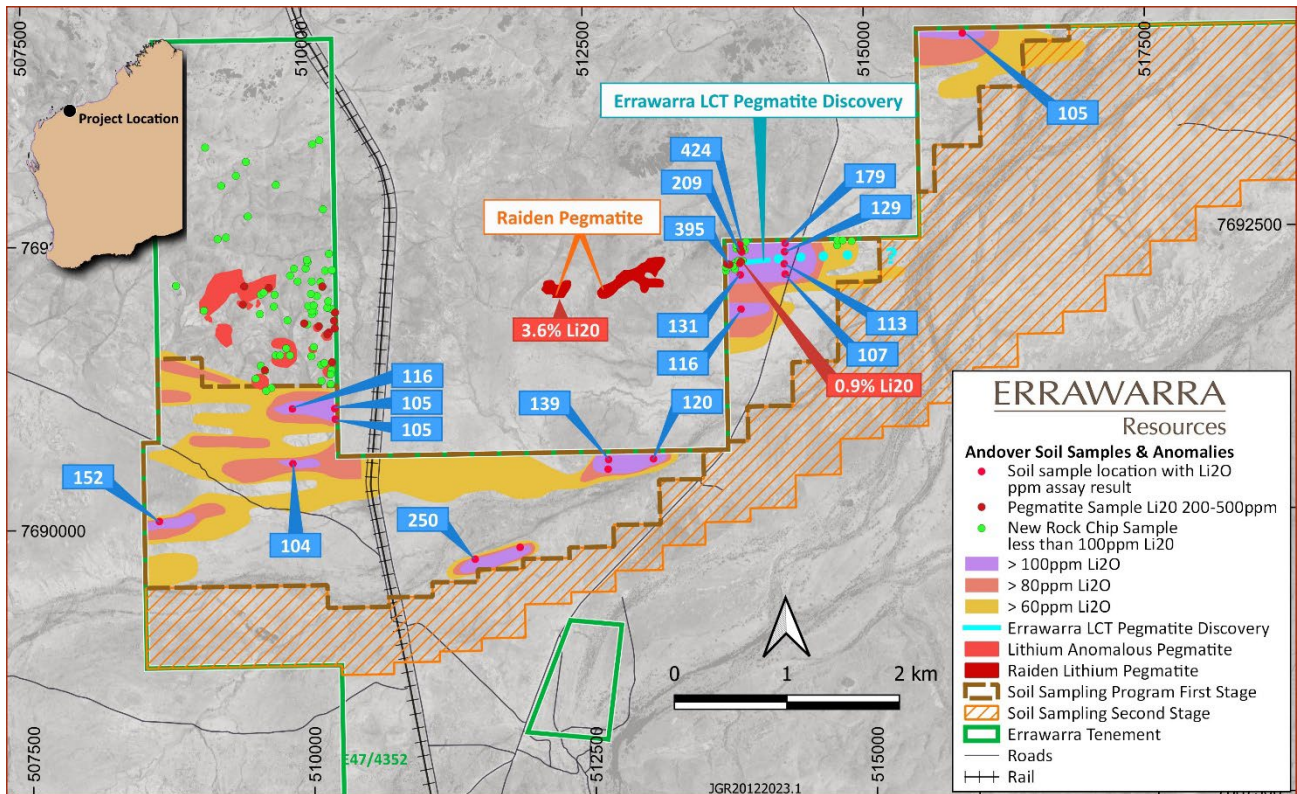 507500
510000
512500
515000
517500
Project Location
Errawarra LCT Pegmatite Discovery
105
424
209
395
179
129
Raiden Pegmatite
7692500
3.6% Li20
131
116
113
107
0.9% Li20
?
116
105
105
139
120
152
104
250
7690000
ERRAWARRA
Resources
Andover Soil Samples & Anomalies
Soil sample location with Li2O
ppm assay result
Pegmatite Sample Li20 200-500ppm
New Rock Chip Sample
less than 100ppm Li20
> 100ppm Li2O
> 80ppm Li2O
> 60ppm Li2O
Errawarra LCT Pegmatite Discovery
Lithium Anomalous Pegmatite
Raiden Lithium Pegmatite
Soil Sampling Program First Stage
Soil Sampling Second Stage
Errawarra Tenement
Roads
Rail
0 1 2 km
E47/4352
JGR20122023.1
507500
510000
512500
515000